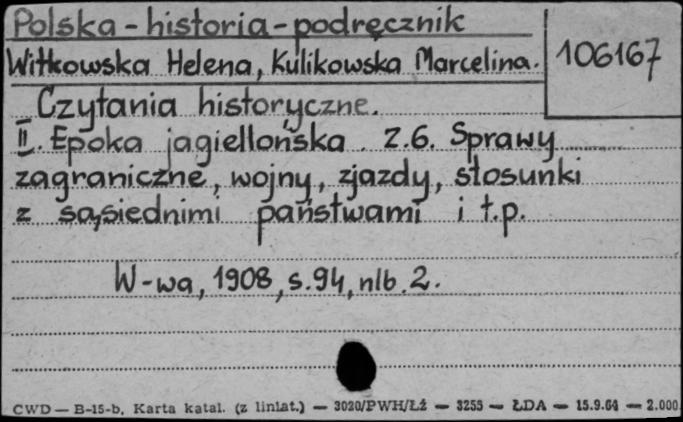 Polska - historia - podręcznik
Witkowska Helena, Kulikowska Marcelina.
106167
Czytania historyczne.
II. Epoka jagiellońska. Z.6. Sprawy
zagraniczne, wojny, zjazdy, stosunki
z sąsiednimi państwami i t.p.
W-wa, 1908, s.94, nlb. 2.
CWD — B-15-b, Karta katal. (z liniat.) — 3020/PWH/Łż — 3255 — ŁDA — 15.9.64 — 2.000